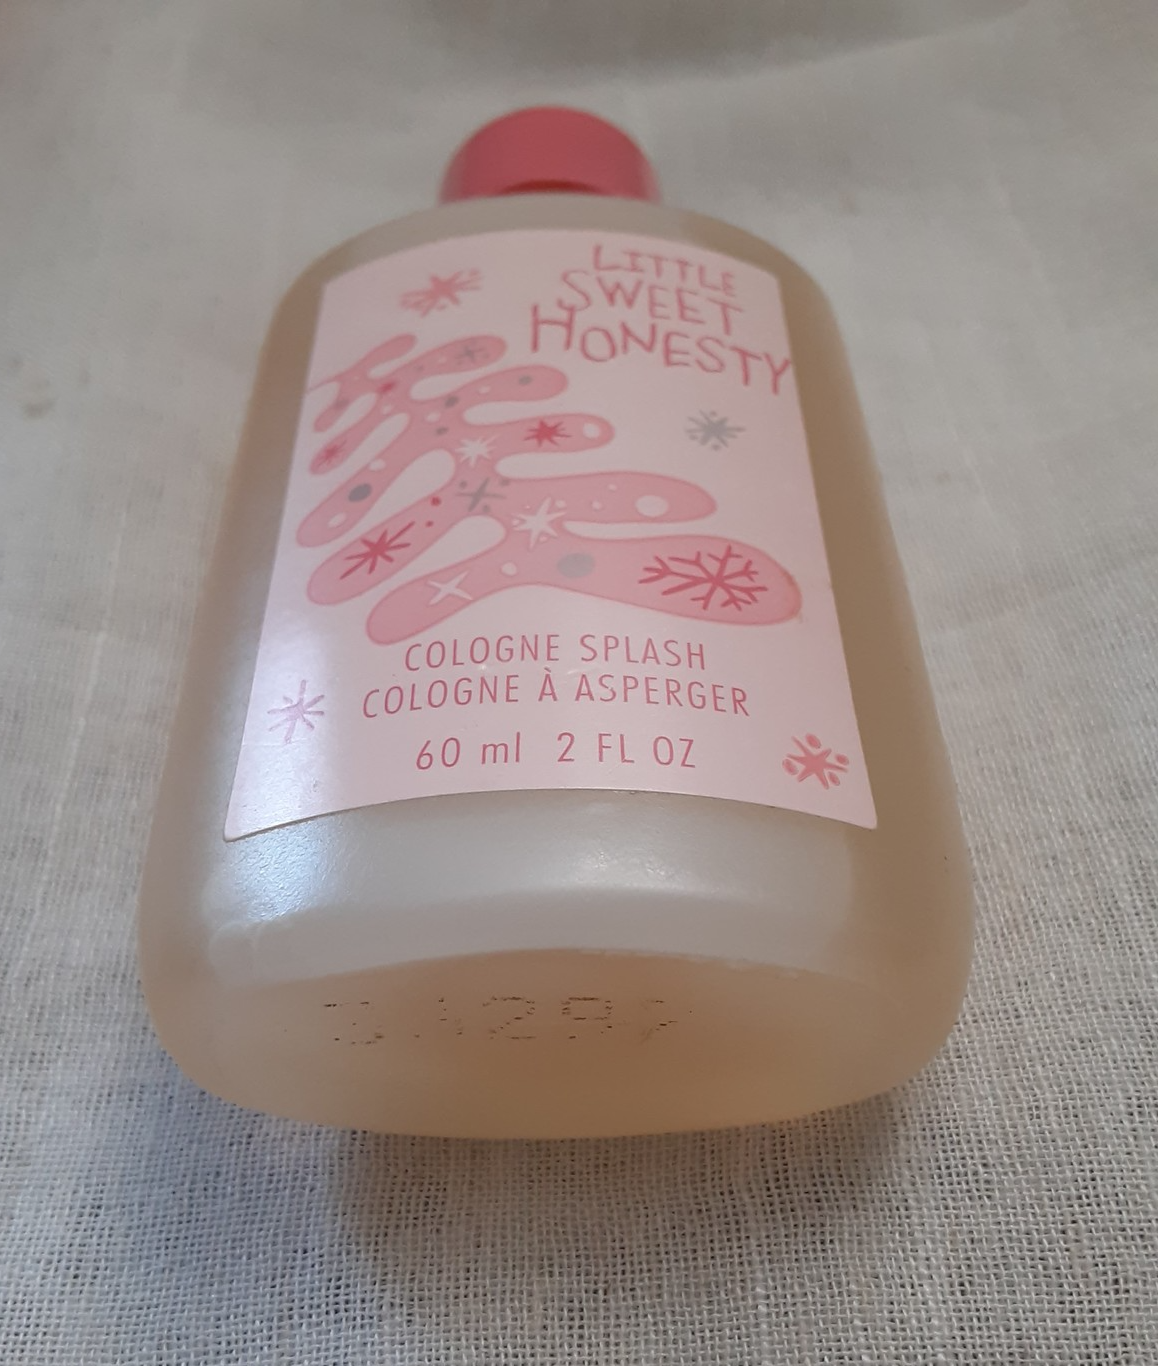 LITTLE
SWEET
HONESTY
COLOGNE SPLASH
COLOGNE À ASPERGER
60 ml 2 FL OZ